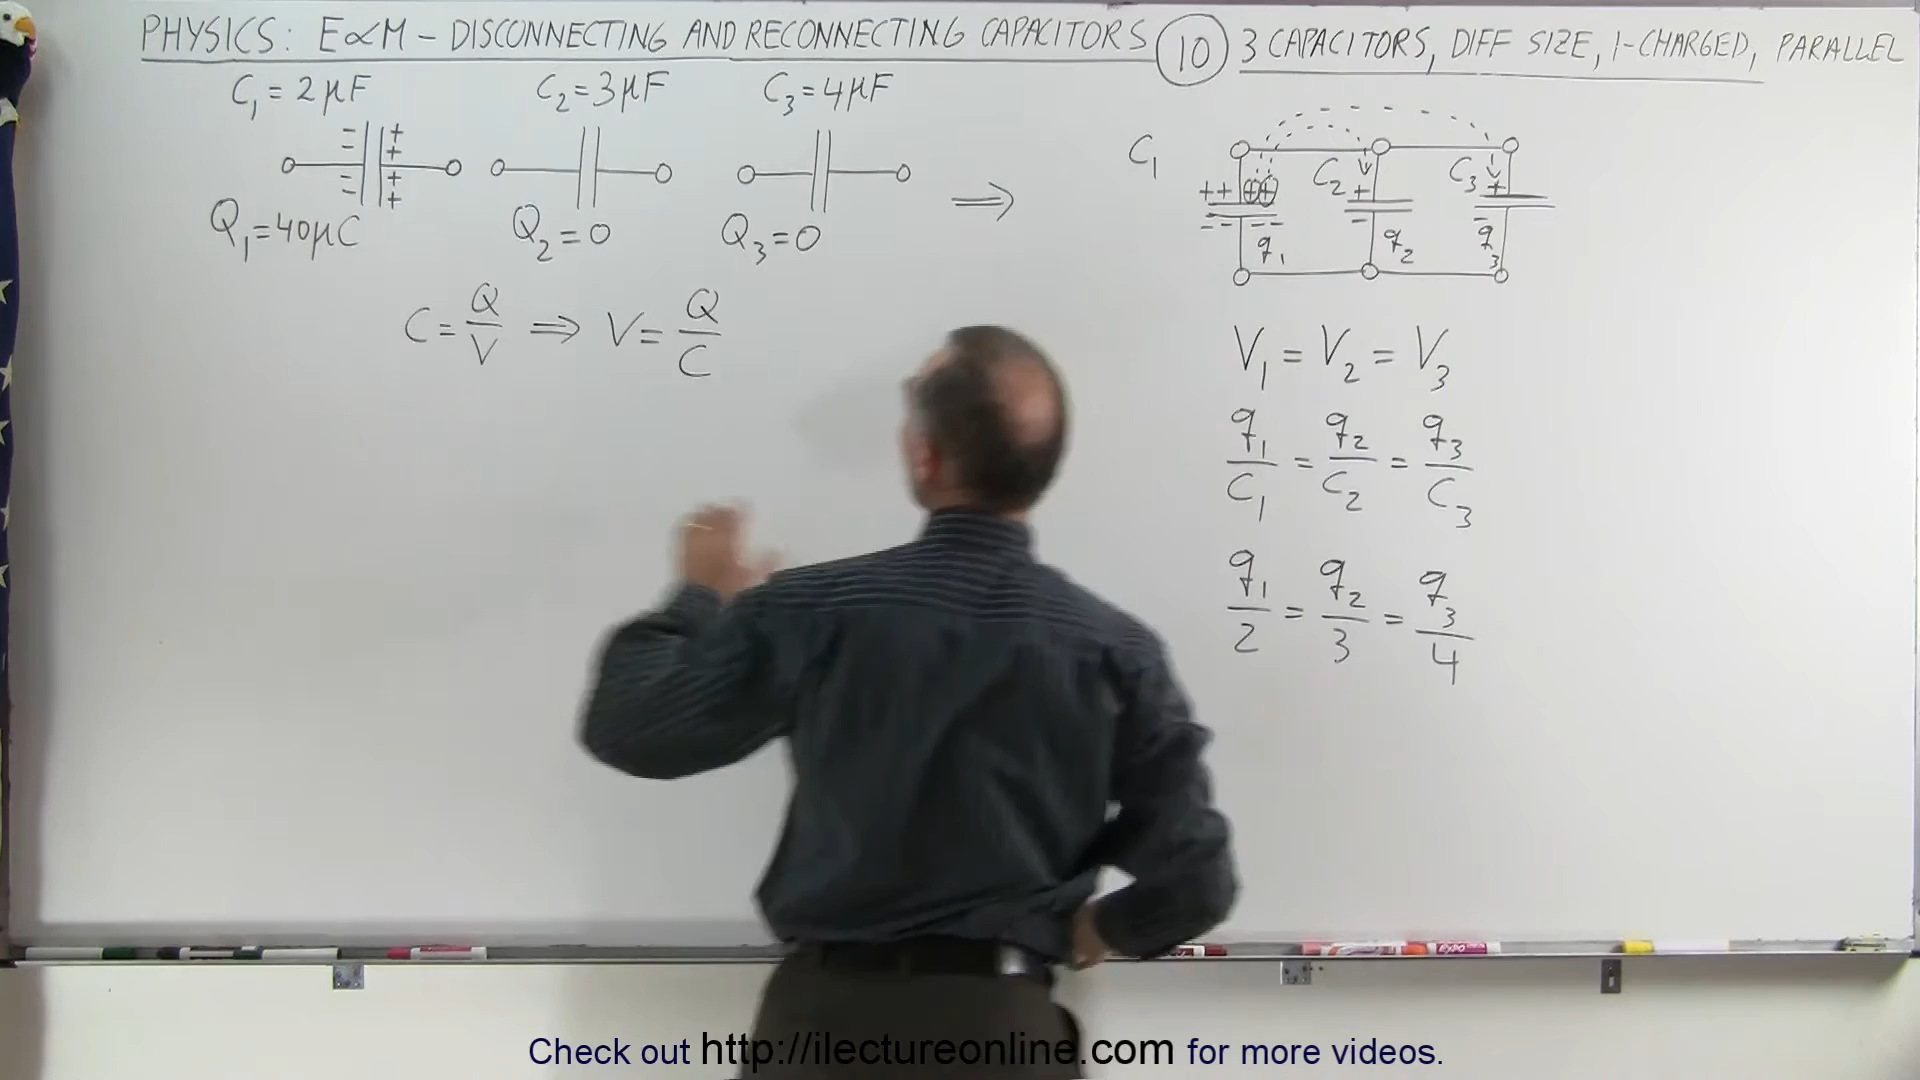 PHYSICS: E∝M - DISCONNECTING AND RECONNECTING CAPACITORS (10) 3 CAPACITORS, DIFF SIZE, 1-CHARGED, PARALLEL
C₁ = 2μF C₂ = 3μF C₃ = 4μF
- - - - + + + +
Q₁ = 40μC Q₂ = 0 Q₃ = 0 ⇒
C₁ C₂ C₃
++ ⊕⊕ + +
-- -- - -
q₁ q₂ q₃
C = Q/V ⇒ V = Q/C
V₁ = V₂ = V₃
q₁/C₁ = q₂/C₂ = q₃/C₃
q₁/2 = q₂/3 = q₃/4
EXPO
Check out http://ilectureonline.com for more videos.